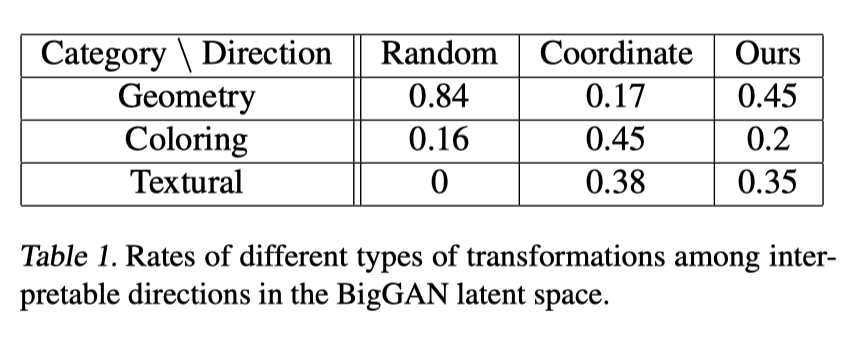 Category \ Direction Random Coordinate Ours
Geometry 0.84 0.17 0.45
Coloring 0.16 0.45 0.2
Textural 0 0.38 0.35
Table 1. Rates of different types of transformations among inter-
pretable directions in the BigGAN latent space.